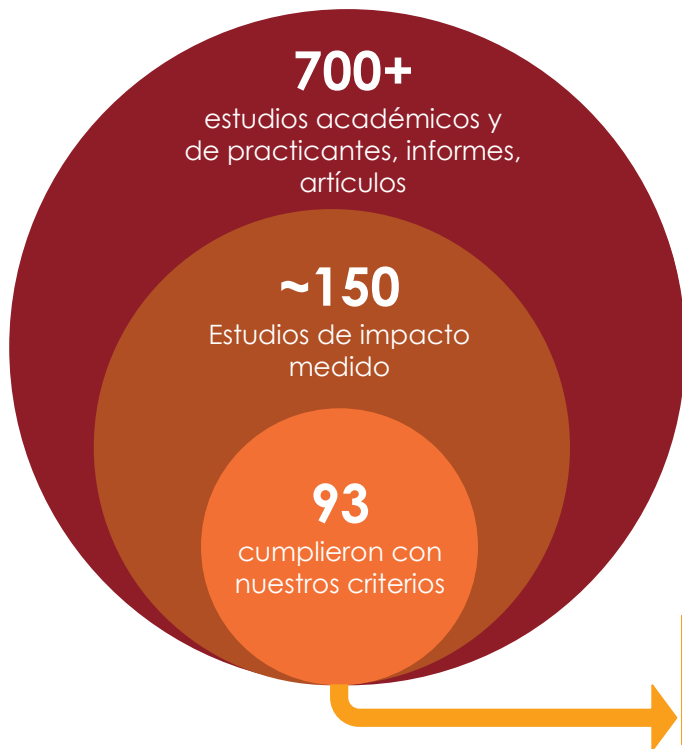 700+
estudios académicos y
de practicantes, informes,
artículos
~150
Estudios de impacto
medido
93
cumplieron con
nuestros criterios